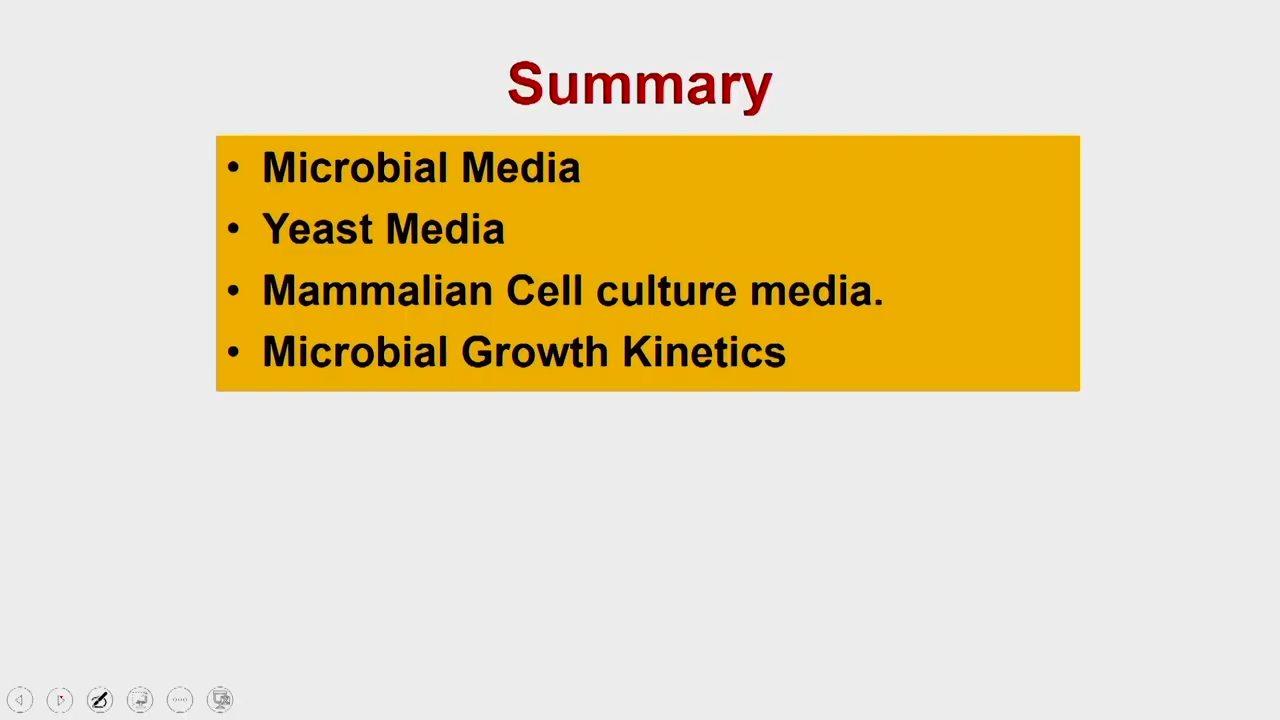 Summary
• Microbial Media
• Yeast Media
• Mammalian Cell culture media.
• Microbial Growth Kinetics